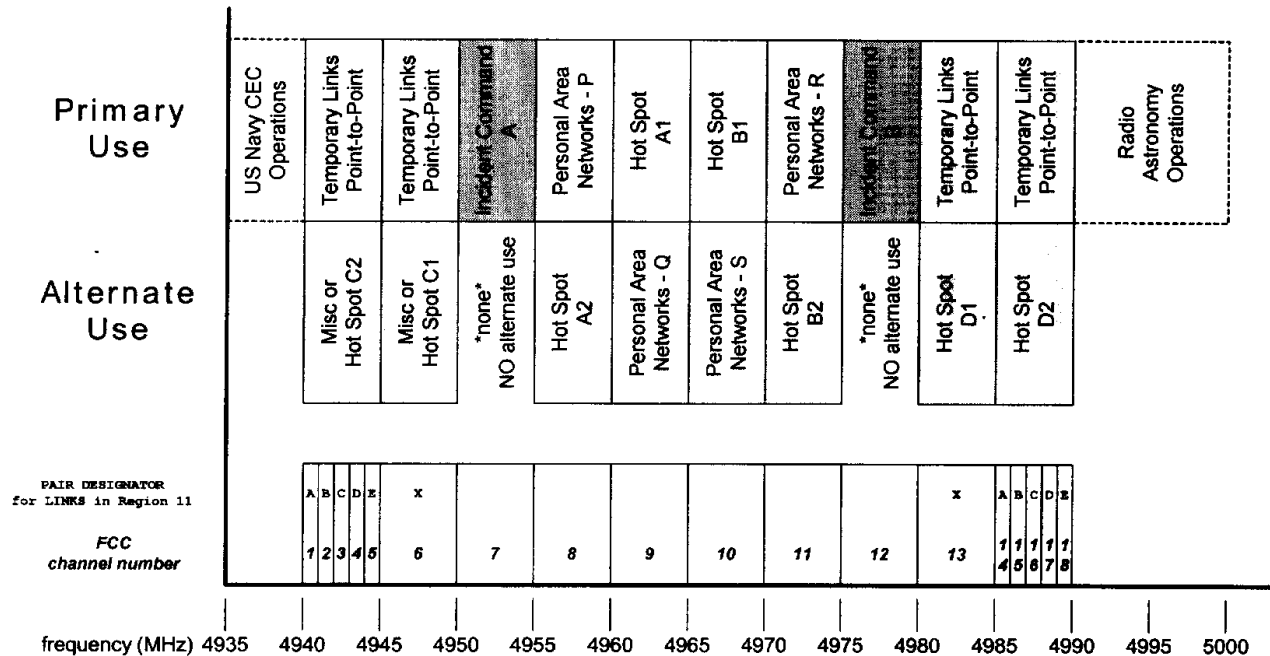 Primary
Use
US Navy CEC
Operations
Temporary Links
Point-to-Point
Temporary Links
Point-to-Point
Incident Command
A
Personal Area
Networks - P
Hot Spot
A1
Hot Spot
B1
Personal Area
Networks - R
Incident Command
B
Temporary Links
Point-to-Point
Temporary Links
Point-to-Point
Radio
Astronomy
Operations
Alternate
Use
Misc or
Hot Spot C2
Misc or
Hot Spot C1
*none*
NO alternate use
Hot Spot
A2
Personal Area
Networks - Q
Personal Area
Networks - S
Hot Spot
B2
*none*
NO alternate use
Hot Spot
D1
Hot Spot
D2
PAIR DESIGNATOR
for LINKS in Region 11
A B C D E X X A B C D E
FCC
channel number
1 2 3 4 5 6 7 8 9 10 11 12 13 14 15 16 17 18
frequency (MHz) 4935 4940 4945 4950 4955 4960 4965 4970 4975 4980 4985 4990 4995 5000